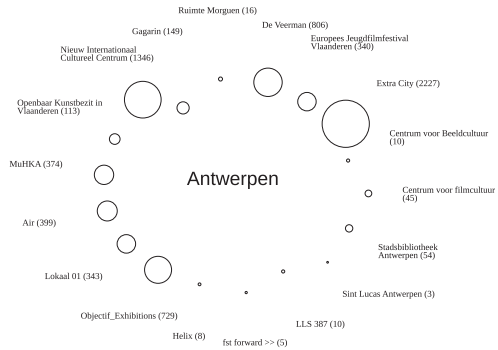 Ruimte Morguen (16)
De Veerman (806)
Gagarin (149)
Europees Jeugdfilmfestival
Vlaanderen (340)
Nieuw Internationaal
Cultureel Centrum (1346)
Extra City (2227)
Openbaar Kunstbezit in
Vlaanderen (113)
Centrum voor Beeldcultuur
(10)
MuHKA (374)
Antwerpen
Centrum voor filmcultuur
(45)
Air (399)
Stadsbibliotheek
Antwerpen (54)
Lokaal 01 (343)
Sint Lucas Antwerpen (3)
Objectif_Exhibitions (729)
LLS 387 (10)
Helix (8)
fst forward >> (5)